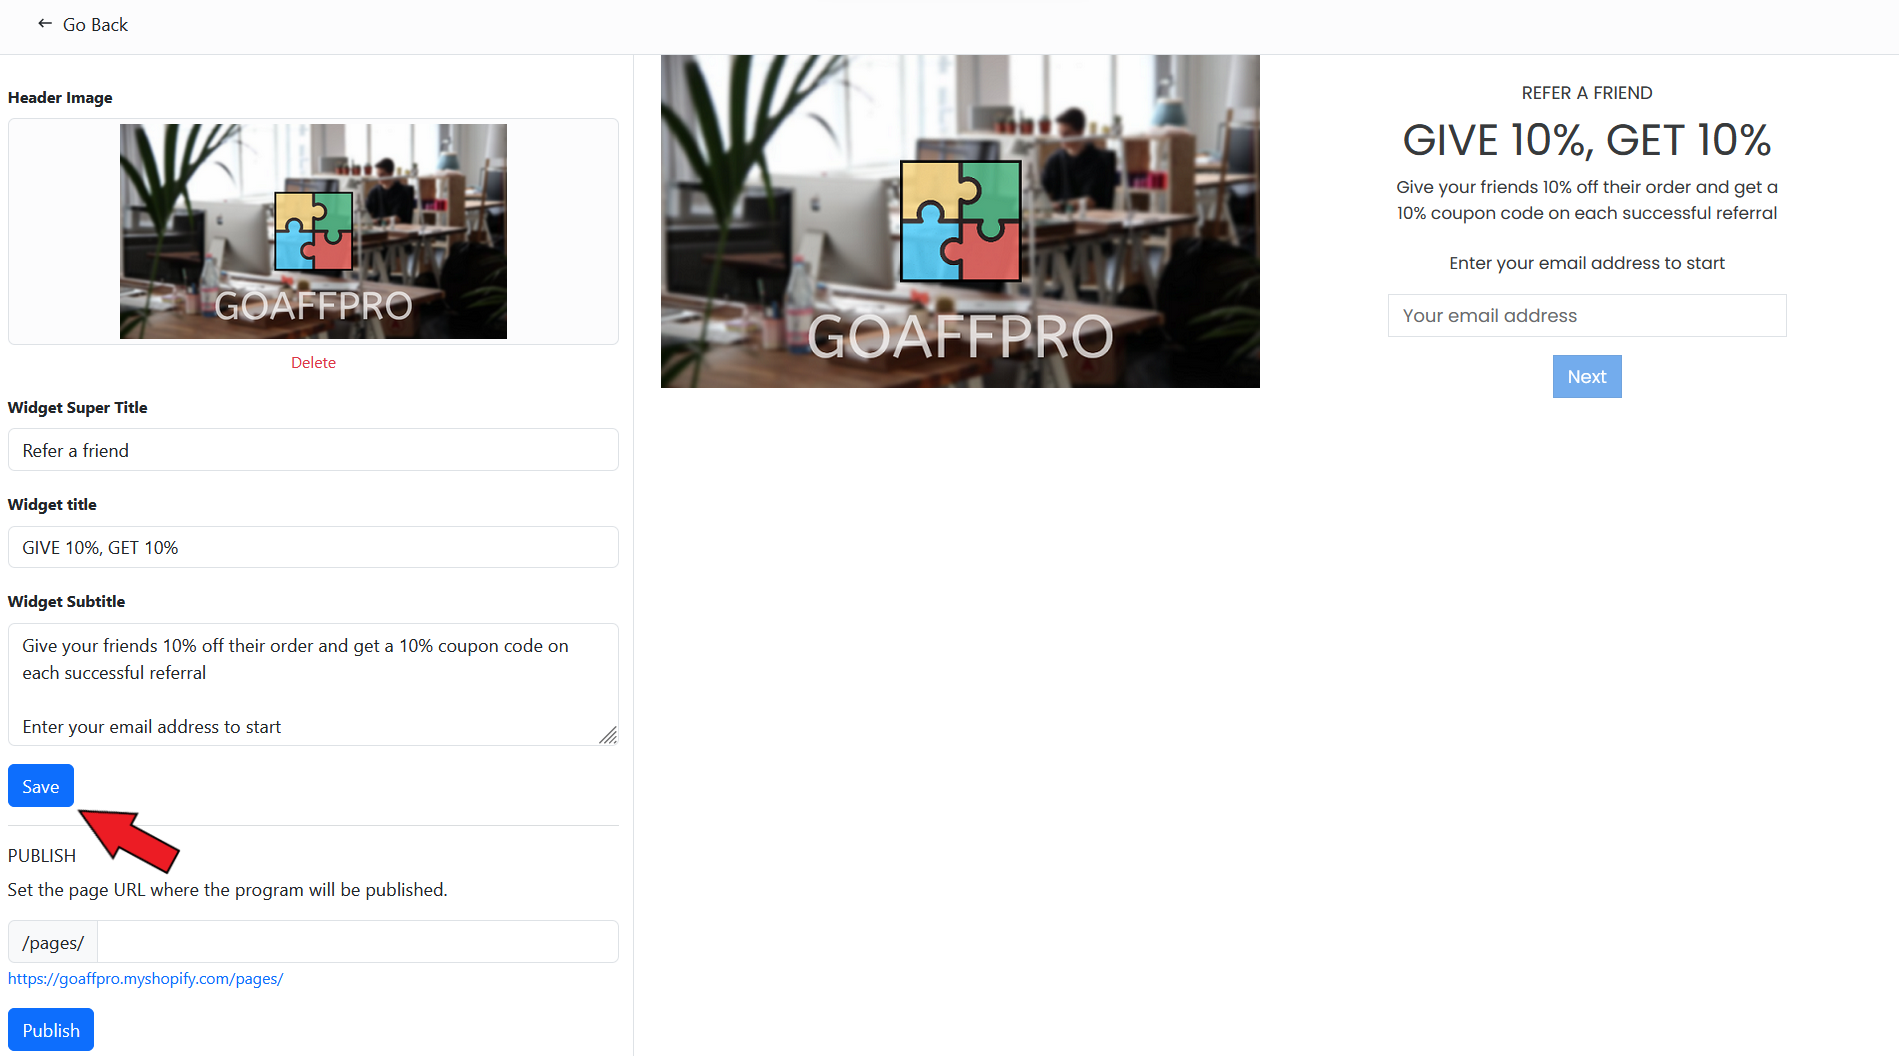 ← Go Back
Header Image
GOAFFPRO
Delete
Widget Super Title
Refer a friend
Widget title
GIVE 10%, GET 10%
Widget Subtitle
Give your friends 10% off their order and get a 10% coupon code on
each successful referral
Enter your email address to start
Save
PUBLISH
Set the page URL where the program will be published.
/pages/
https://goaffpro.myshopify.com/pages/
Publish
GOAFFPRO
REFER A FRIEND
GIVE 10%, GET 10%
Give your friends 10% off their order and get a
10% coupon code on each successful referral
Enter your email address to start
Your email address
Next